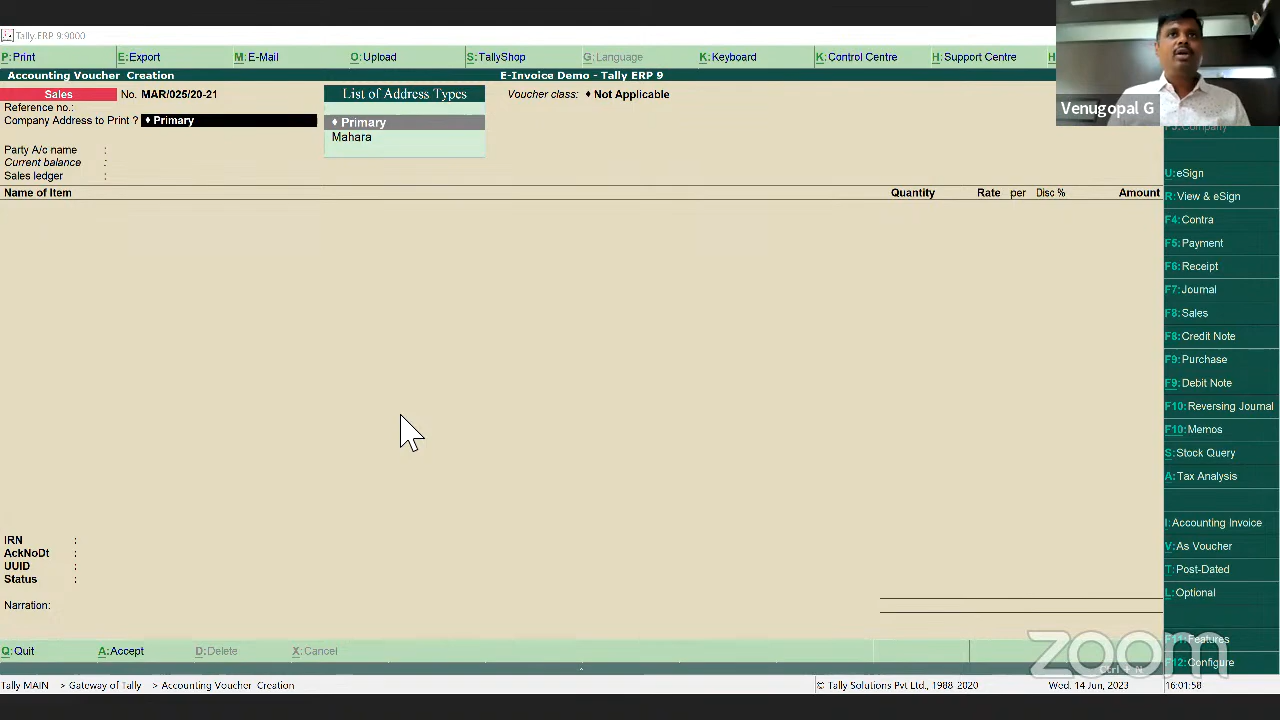 Tally.ERP 9:9000
P:Print E:Export M:E-Mail O:Upload S:TallyShop G:Language K:Keyboard K:Control Centre H:Support Centre H
Accounting Voucher Creation E-Invoice Demo - Tally ERP 9
Sales No. MAR/025/20-21 List of Address Types Voucher class: ♦ Not Applicable
Reference no.:
Company Address to Print ? ♦ Primary ♦ Primary
Mahara
Party A/c name :
Current balance :
Sales ledger :
Name of Item Quantity Rate per Disc % Amount
Venugopal G
F3:Company
U:eSign
R:View & eSign
F4:Contra
F5:Payment
F6:Receipt
F7:Journal
F8:Sales
F8:Credit Note
F9:Purchase
F9:Debit Note
F10:Reversing Journal
F10:Memos
S:Stock Query
A:Tax Analysis
I:Accounting Invoice
V:As Voucher
T:Post-Dated
L:Optional
F11:Features
F12:Configure
IRN :
AckNoDt :
UUID :
Status :
Narration:
Q:Quit A:Accept D:Delete X:Cancel
zoom
Ctrl + N
Tally MAIN > Gateway of Tally > Accounting Voucher Creation © Tally Solutions Pvt Ltd., 1988-2020 Wed. 14 Jun, 2023 16:01:58